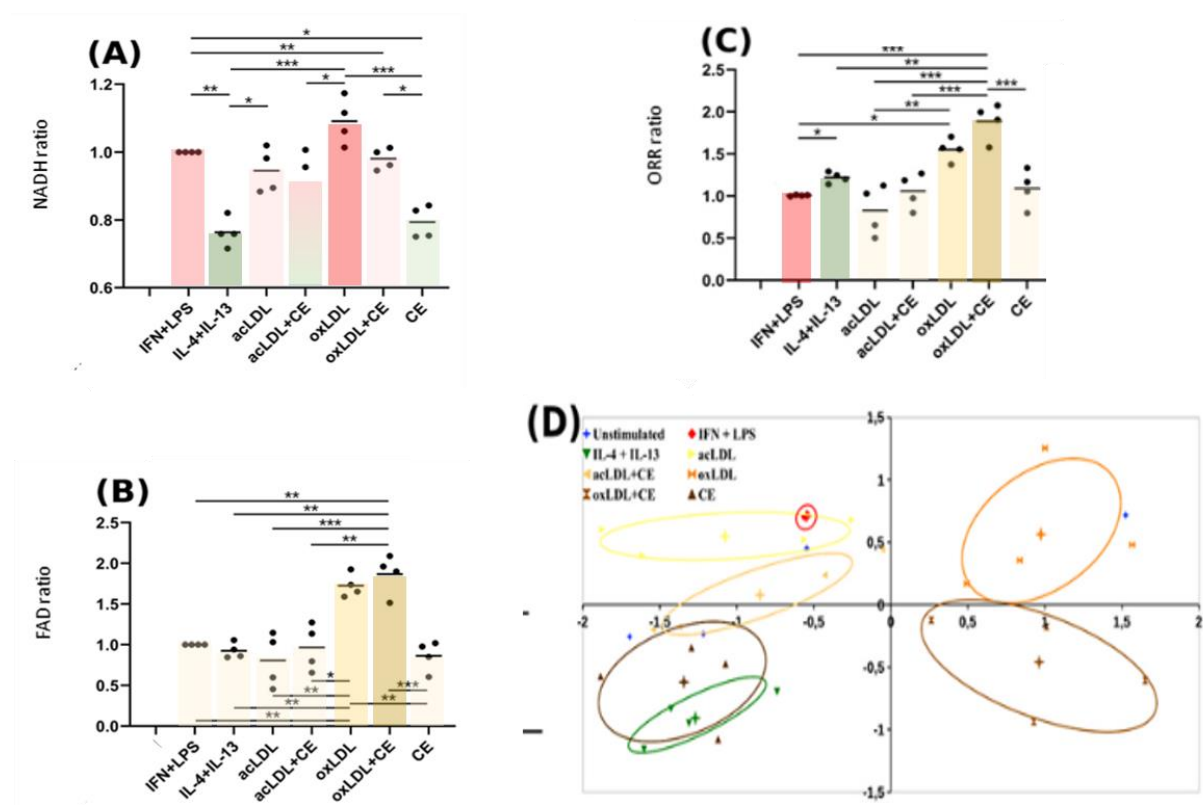 (A)
*
**
***
* ***
** * *
1.2
1.0
0.8
0.6
NADH ratio
IFN+LPS
IL-4+IL-13
acLDL
acLDL+CE
oxLDL
oxLDL+CE
CE
(C)
***
**
***
*** ***
**
*
*
2.5
2.0
1.5
1.0
0.5
0.0
ORR ratio
IFN+LPS
IL-4+IL-13
acLDL
acLDL+CE
oxLDL
oxLDL+CE
CE
(B)
**
**
***
**
2.5
2.0
1.5
1.0
0.5
0.0
FAD ratio
* ***
** **
**
**
IFN+LPS
IL-4+IL-13
acLDL
acLDL+CE
oxLDL
oxLDL+CE
CE
(D)
Unstimulated IFN + LPS
IL-4 + IL-13 acLDL
acLDL+CE oxLDL
oxLDL+CE CE
1,5
1
0,5
0
-0,5
-1
-1,5
-2 -1,5 -1 -0,5 0 0,5 1 1,5 2